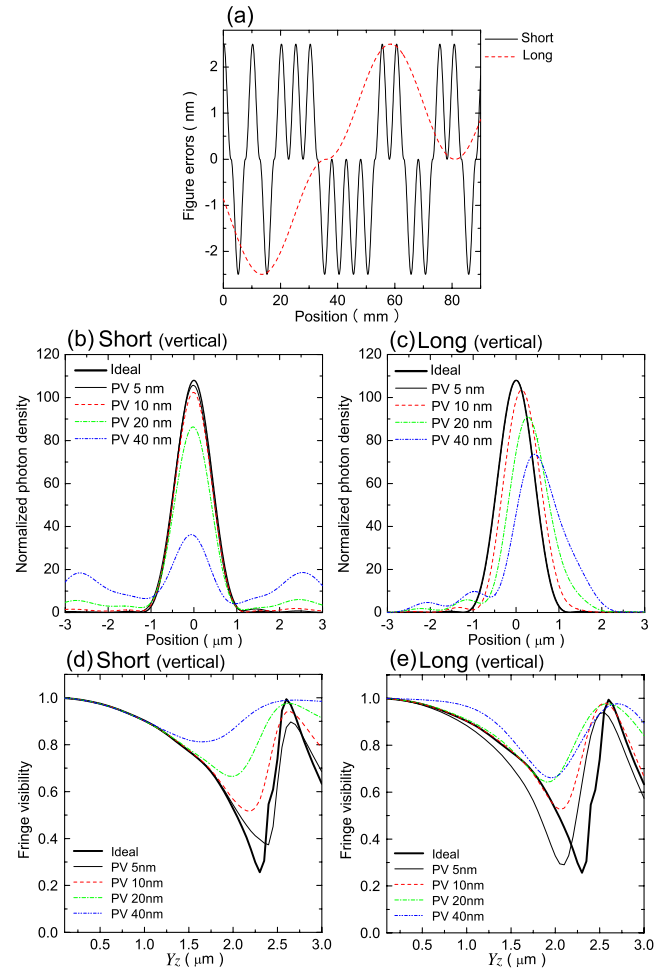 (a)
Short
Long
2
1
0
-1
-2
Figure errors ( nm )
0 20 40 60 80
Position ( mm )
(b) Short (vertical)
120
100
80
60
40
20
0
Normalized photon density
Ideal
PV 5 nm
PV 10 nm
PV 20 nm
PV 40 nm
-3 -2 -1 0 1 2 3
Position ( μm )
(c) Long (vertical)
120
100
80
60
40
20
0
Normalized photon density
Ideal
PV 5 nm
PV 10 nm
PV 20 nm
PV 40 nm
-3 -2 -1 0 1 2 3
Position ( μm )
(d) Short (vertical)
1.0
0.8
0.6
0.4
0.2
0.0
Fringe visibility
Ideal
PV 5nm
PV 10nm
PV 20nm
PV 40nm
0.5 1.0 1.5 2.0 2.5 3.0
Yz ( μm )
(e) Long (vertical)
1.0
0.8
0.6
0.4
0.2
0.0
Fringe visibility
Ideal
PV 5nm
PV 10nm
PV 20nm
PV 40nm
0.5 1.0 1.5 2.0 2.5 3.0
Yz ( μm )